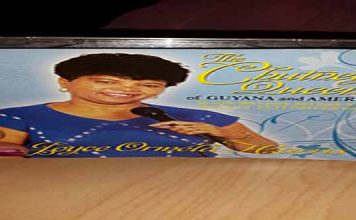 The
Chutney
Queen
of GUYANA and AMER
Joyce Ormela